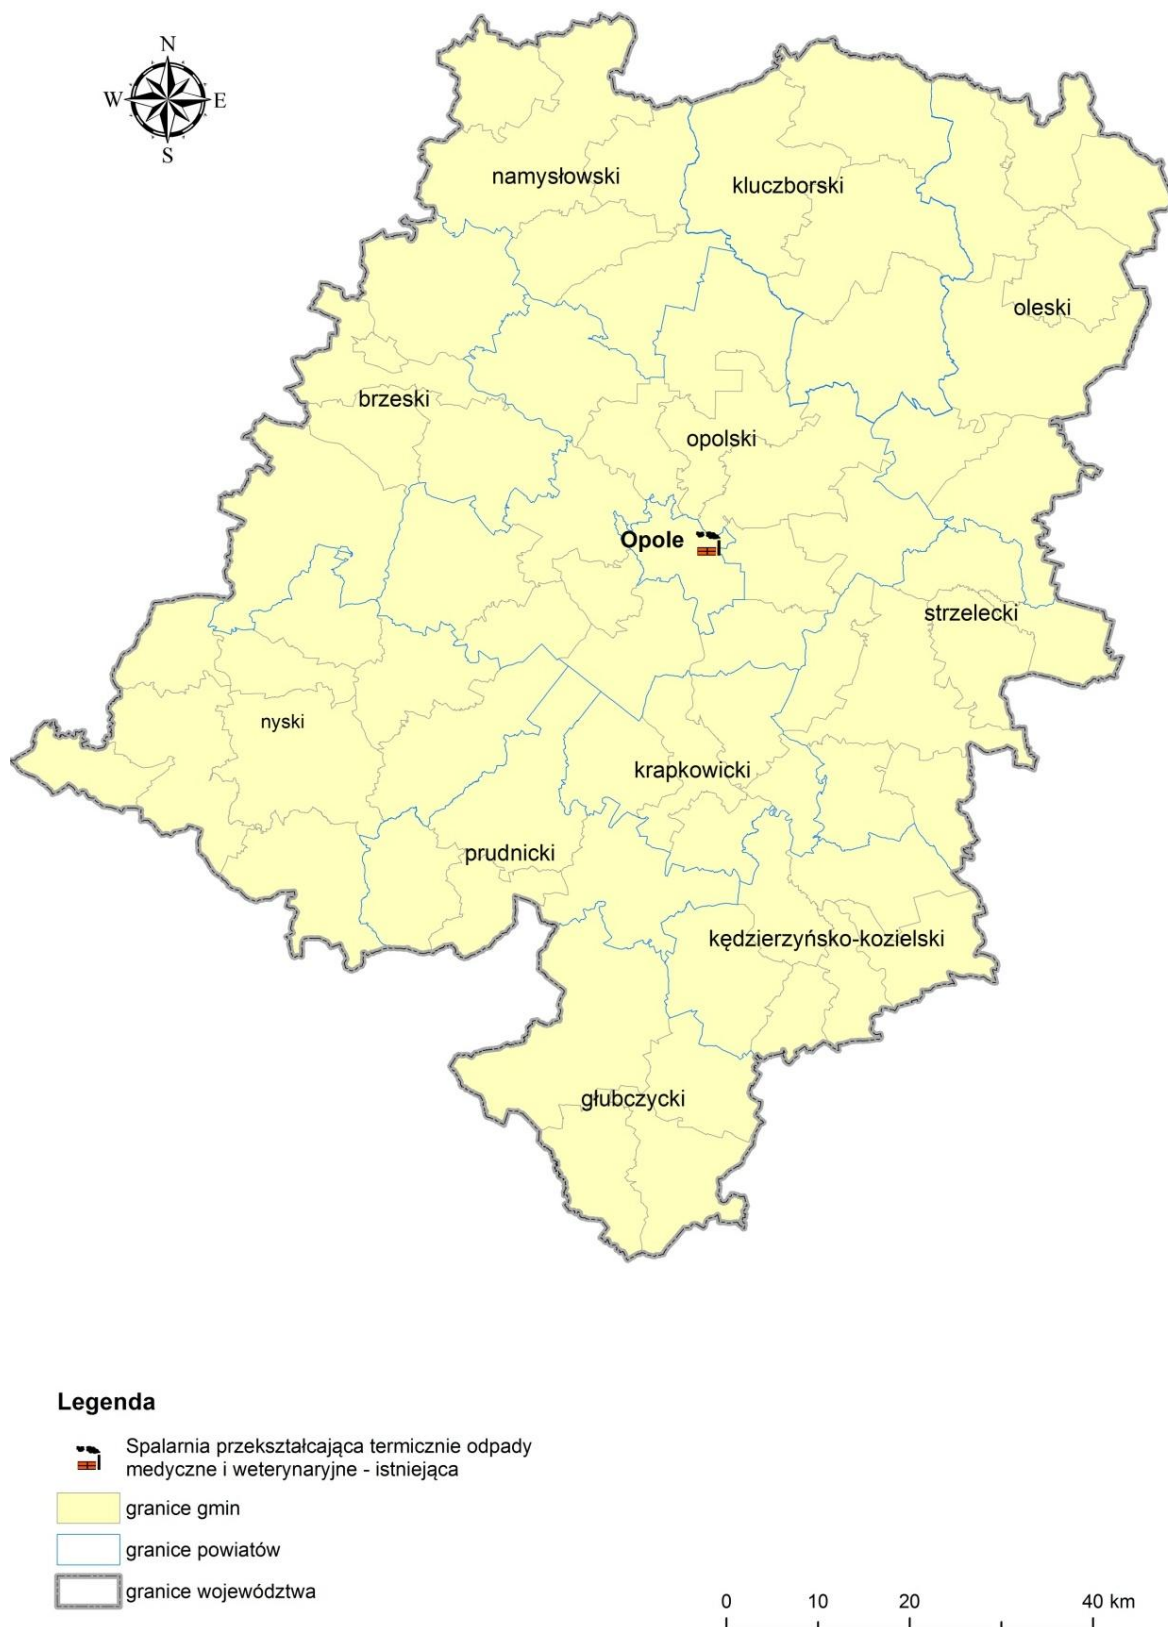 N
W E
S
namysłowski
kluczborski
oleski
brzeski
opolski
Opole
strzelecki
nyski
krapkowicki
prudnicki
kędzierzyńsko-kozielski
głubczycki
Legenda
Spalarnia przekształcająca termicznie odpady
medyczne i weterynaryjne - istniejąca
granice gmin
granice powiatów
granice województwa
0 10 20 40 km